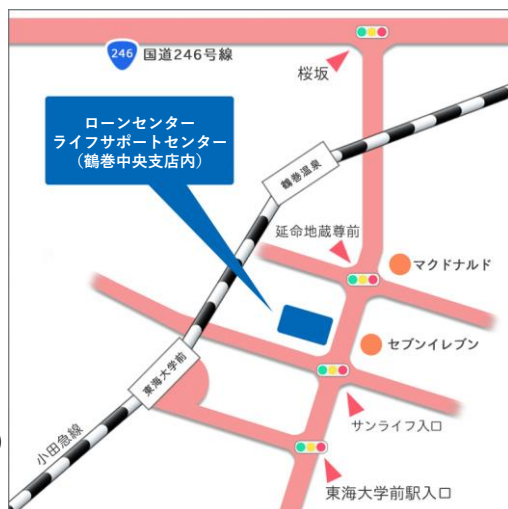 246
国道246号線
桜坂
ローンセンター
ライフサポートセンター
(鶴巻中央支店内)
鶴巻温泉
延命地蔵尊前
マクドナルド
セブンイレブン
東海大学前
サンライフ入口
小田急線
東海大学前駅入口